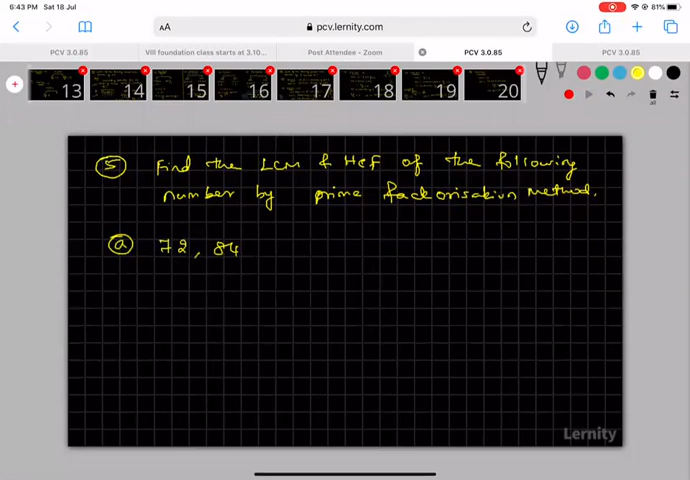 6:43 PM Sat 18 Jul 81%
AA pcv.lernity.com
PCV 3.0.85 VIII foundation class starts at 3.10... Post Attendee - Zoom PCV 3.0.85 PCV 3.0.85
13 14 15 16 17 18 19 20
all
5 Find the LCM & HCF of the following
number by prime factorisation method.
a 72, 84
Lernity